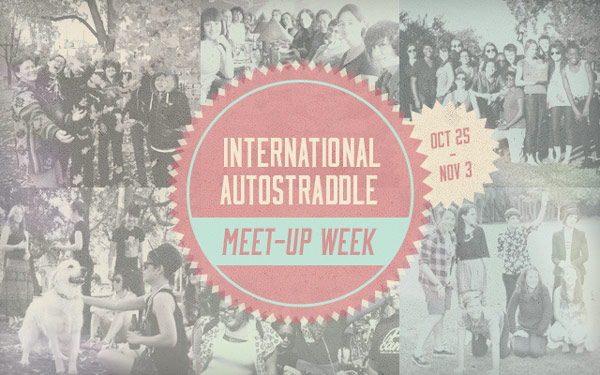 INTERNATIONAL
AUTOSTRADDLE
MEET-UP WEEK
OCT 25
-
NOV 3